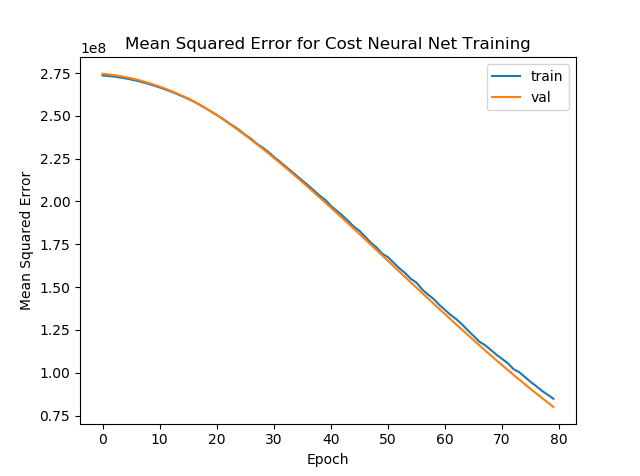 Mean Squared Error for Cost Neural Net Training
1e8
2.75
2.50
2.25
2.00
1.75
1.50
1.25
1.00
0.75
Mean Squared Error
train
val
0 10 20 30 40 50 60 70 80
Epoch